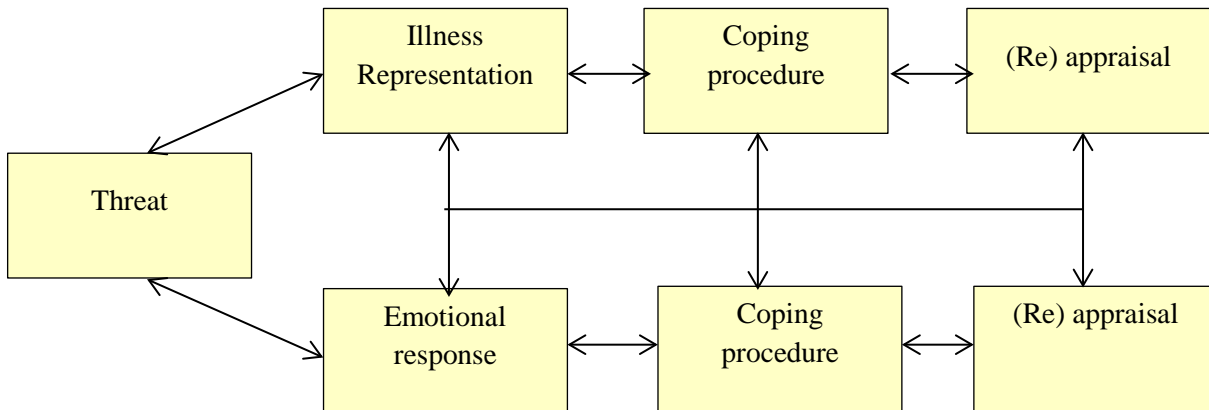 Illness
Representation
Coping
procedure
(Re) appraisal
Threat
Emotional
response
Coping
procedure
(Re) appraisal